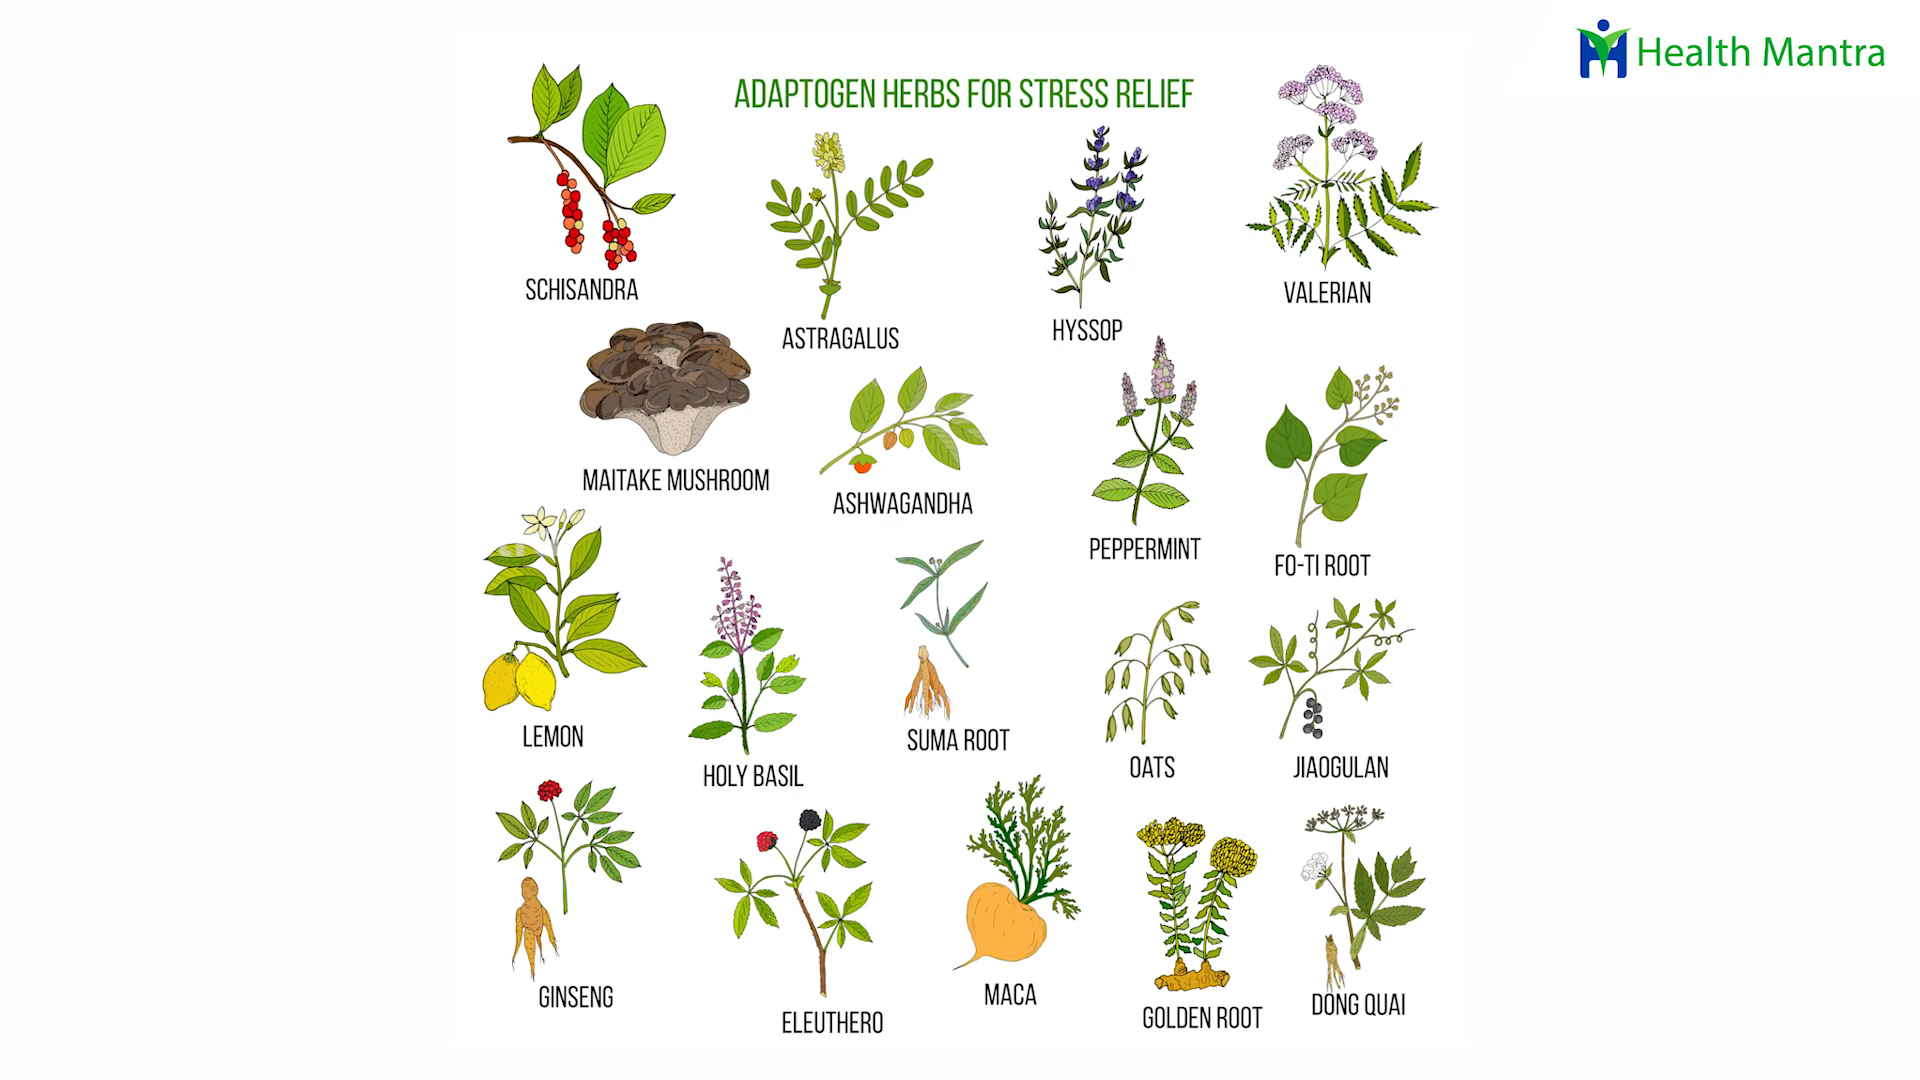 Health Mantra
ADAPTOGEN HERBS FOR STRESS RELIEF
SCHISANDRA
ASTRAGALUS
HYSSOP
VALERIAN
MAITAKE MUSHROOM
ASHWAGANDHA
PEPPERMINT
FO-TI ROOT
LEMON
HOLY BASIL
SUMA ROOT
OATS
JIAOGULAN
GINSENG
ELEUTHERO
MACA
GOLDEN ROOT
DONG QUAI